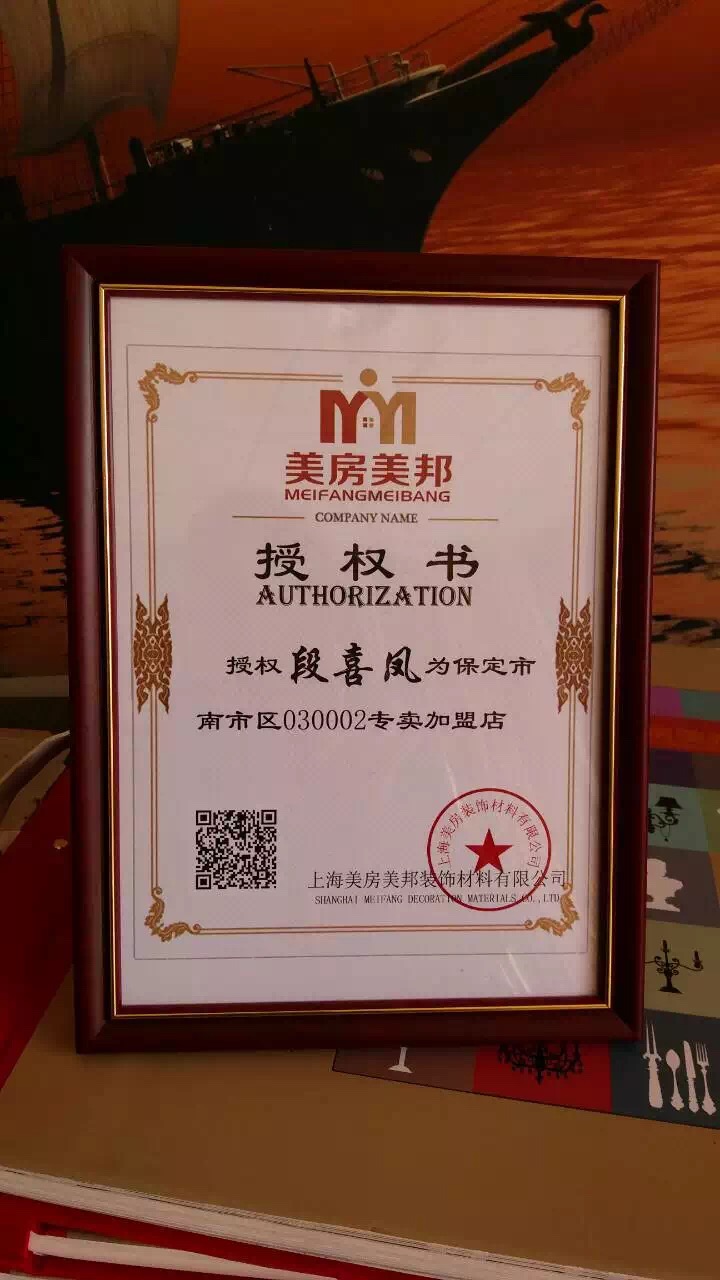 美房美邦
MEIFANGMEIBANG
COMPANY NAME
授权书
AUTHORIZATION
授权段喜凤为保定市
南市区030002专卖加盟店
上海美房装饰材料有限公司
上海美房美邦装饰材料有限公司
SHANGHAI MEIFANG DECORATION MATERIALS CO.,LTD